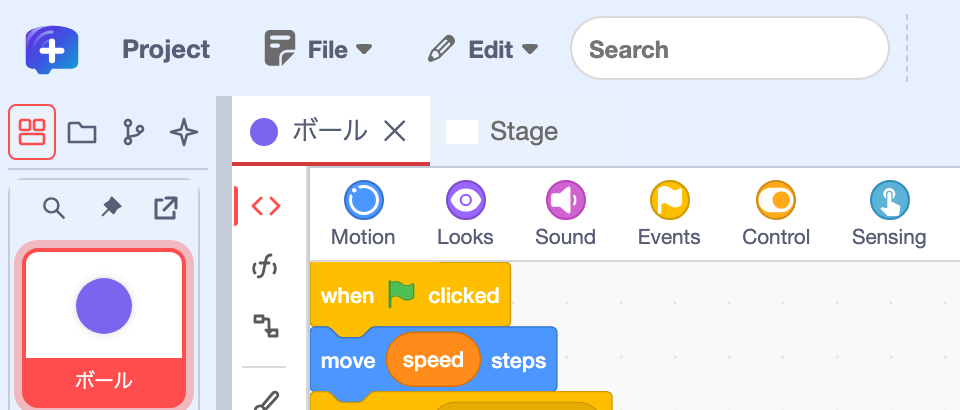 Project File Edit Search
ボール Stage
Motion Looks Sound Events Control Sensing
when clicked
move speed steps
ボール